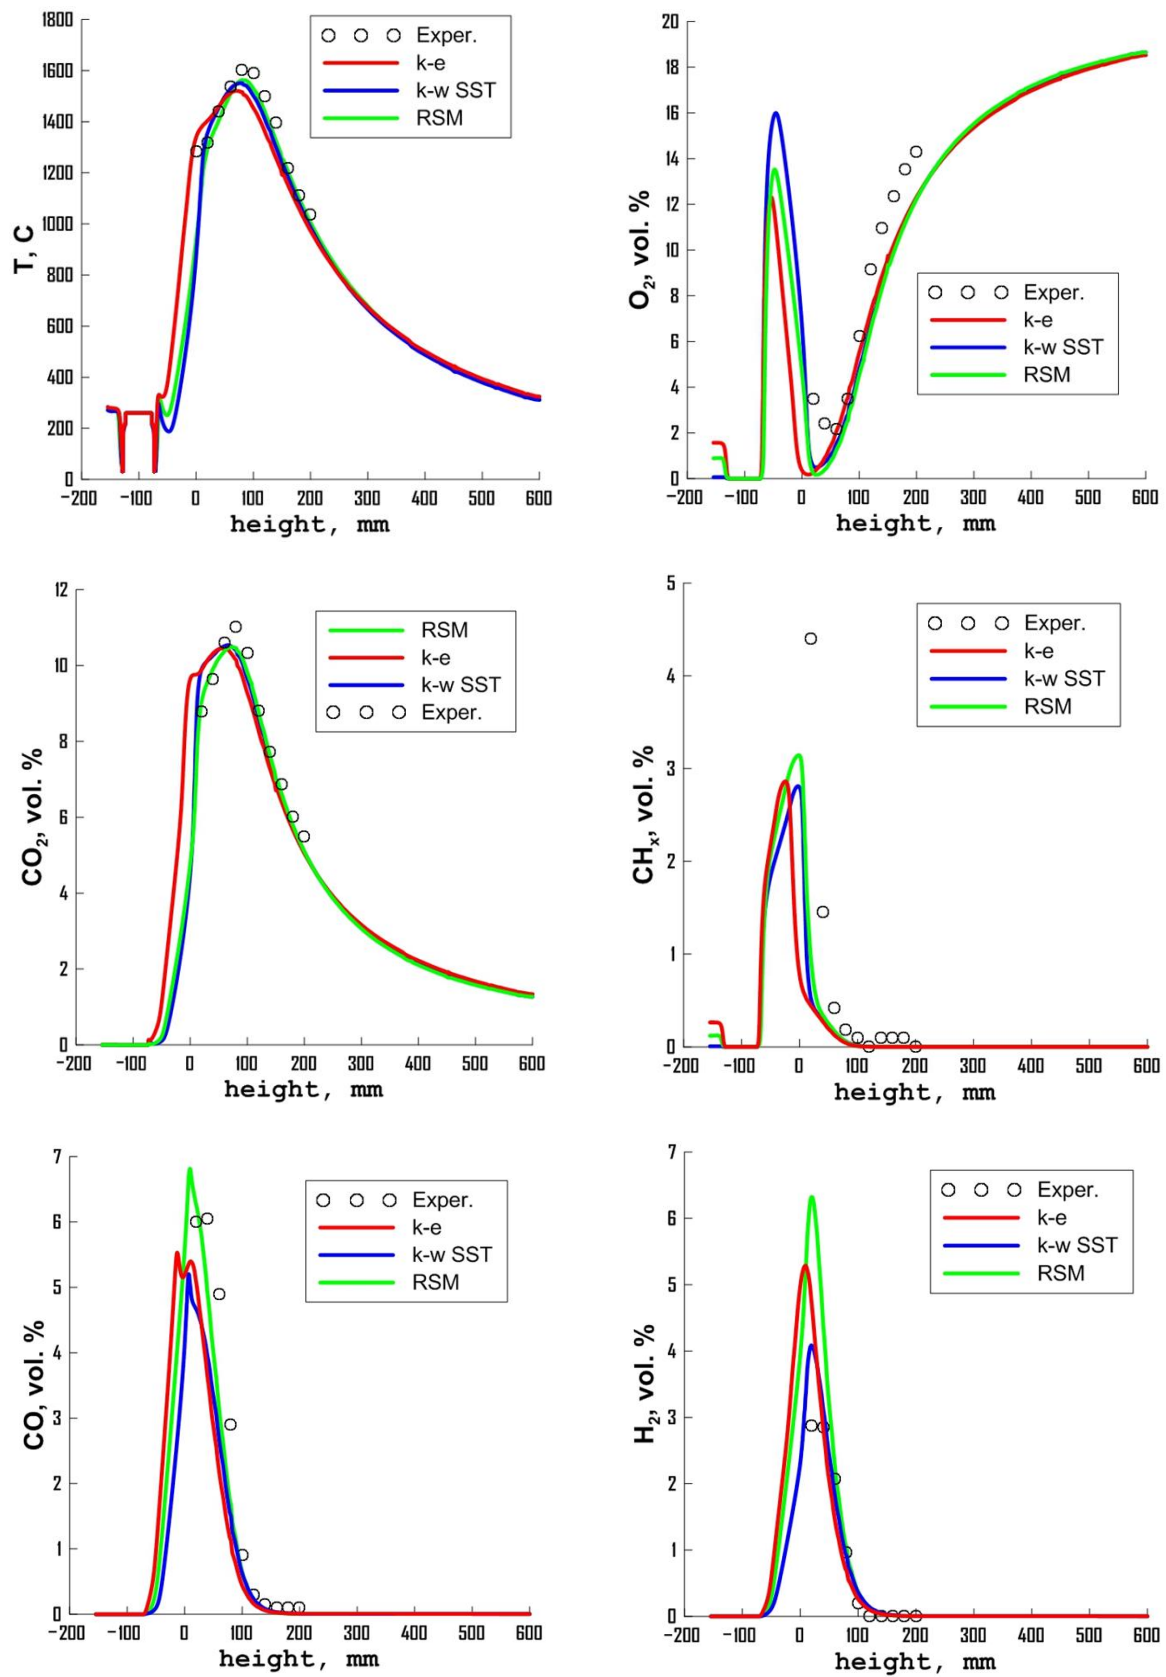 1800
1600
1400
1200
1000
800
600
400
200
0
T, C
Exper.
k-e
k-w SST
RSM
-200 -100 0 100 200 300 400 500 600
height, mm
20
18
16
14
12
10
8
6
4
2
0
O2, vol. %
Exper.
k-e
k-w SST
RSM
-200 -100 0 100 200 300 400 500 600
height, mm
12
10
8
6
4
2
0
CO2, vol. %
RSM
k-e
k-w SST
Exper.
-200 -100 0 100 200 300 400 500 600
height, mm
5
4
3
2
1
0
CHx, vol. %
Exper.
k-e
k-w SST
RSM
-200 -100 0 100 200 300 400 500 600
height, mm
7
6
5
4
3
2
1
0
CO, vol. %
Exper.
k-e
k-w SST
RSM
-200 -100 0 100 200 300 400 500 600
height, mm
7
6
5
4
3
2
1
0
H2, vol. %
Exper.
k-e
k-w SST
RSM
-200 -100 0 100 200 300 400 500 600
height, mm